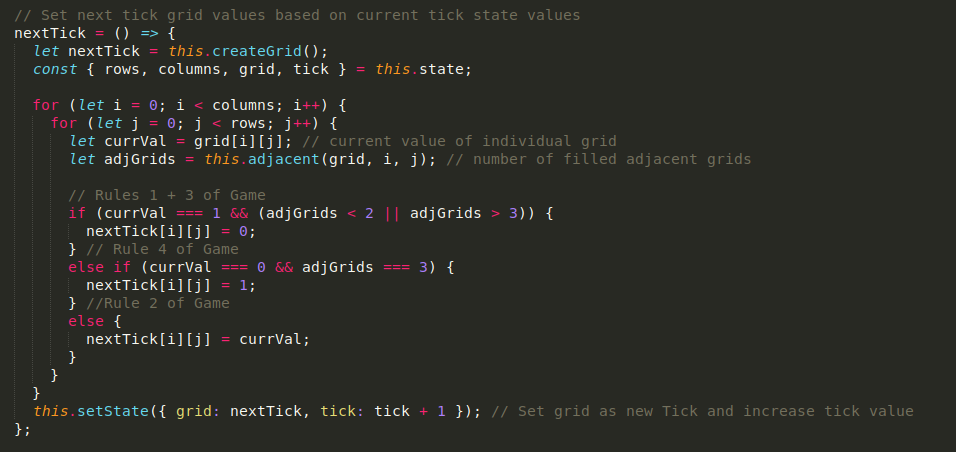 // Set next tick grid values based on current tick state values
nextTick = () => {
let nextTick = this.createGrid();
const { rows, columns, grid, tick } = this.state;
for (let i = 0; i < columns; i++) {
for (let j = 0; j < rows; j++) {
let currVal = grid[i][j]; // current value of individual grid
let adjGrids = this.adjacent(grid, i, j); // number of filled adjacent grids
// Rules 1 + 3 of Game
if (currVal === 1 && (adjGrids < 2 || adjGrids > 3)) {
nextTick[i][j] = 0;
} // Rule 4 of Game
else if (currVal === 0 && adjGrids === 3) {
nextTick[i][j] = 1;
} //Rule 2 of Game
else {
nextTick[i][j] = currVal;
}
}
}
this.setState({ grid: nextTick, tick: tick + 1 }); // Set grid as new Tick and increase tick value
};